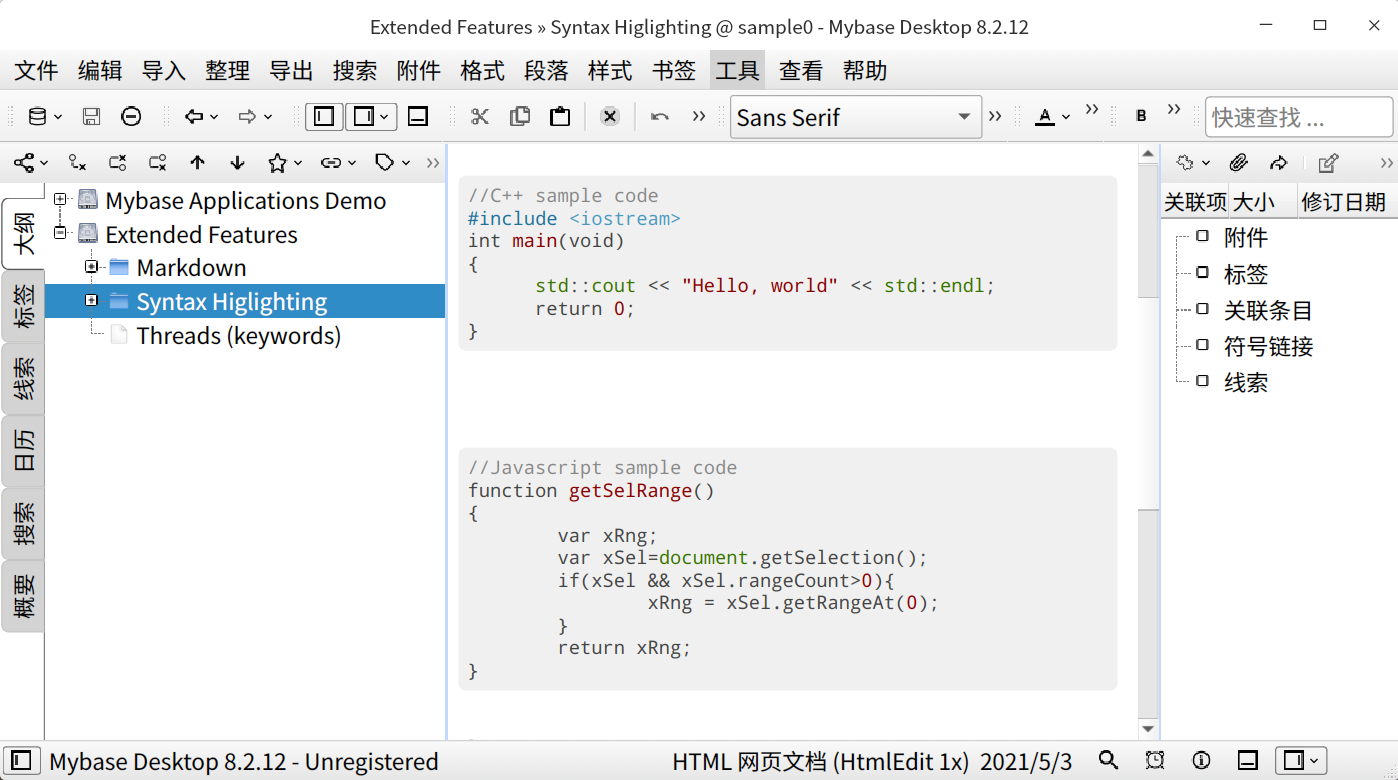 Extended Features » Syntax Higlighting @ sample0 - Mybase Desktop 8.2.12
文件 编辑 导入 整理 导出 搜索 附件 格式 段落 样式 书签 工具 查看 帮助
Sans Serif
A
B
快速查找 ...
大纲
标签
线索
日历
搜索
概要
Mybase Applications Demo
Extended Features
Markdown
Syntax Higlighting
Threads (keywords)
//C++ sample code
#include <iostream>
int main(void)
{
std::cout << "Hello, world" << std::endl;
return 0;
}
//Javascript sample code
function getSelRange()
{
var xRng;
var xSel=document.getSelection();
if(xSel && xSel.rangeCount>0){
xRng = xSel.getRangeAt(0);
}
return xRng;
}
关联项 大小 修订日期
附件
标签
关联条目
符号链接
线索
Mybase Desktop 8.2.12 - Unregistered
HTML 网页文档 (HtmlEdit 1x) 2021/5/3